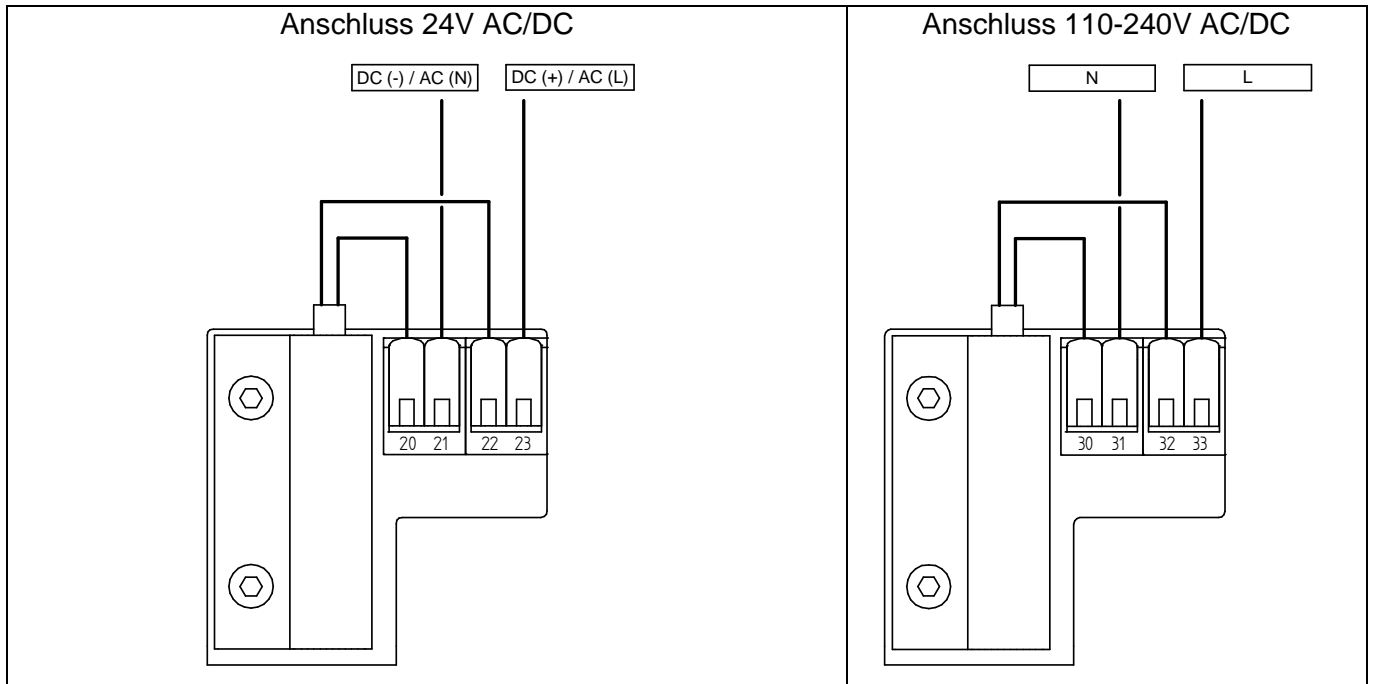 Anschluss 24V AC/DC
DC (-) / AC (N) DC (+) / AC (L)
20 21 22 23
Anschluss 110-240V AC/DC
N L
30 31 32 33